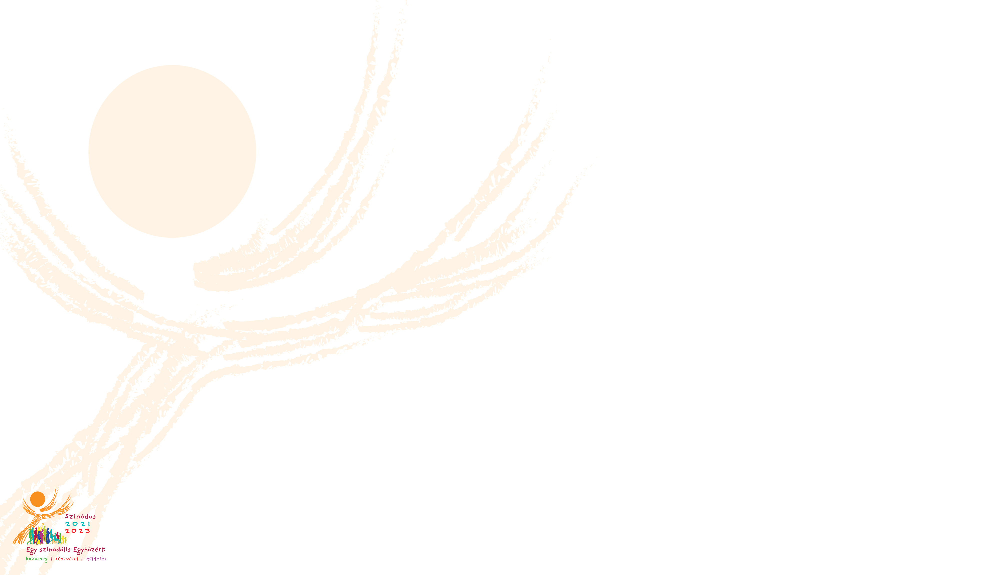 Szinódus
2021
2023
Egy szinodális Egyházért:
közösség | részvétel | küldetés